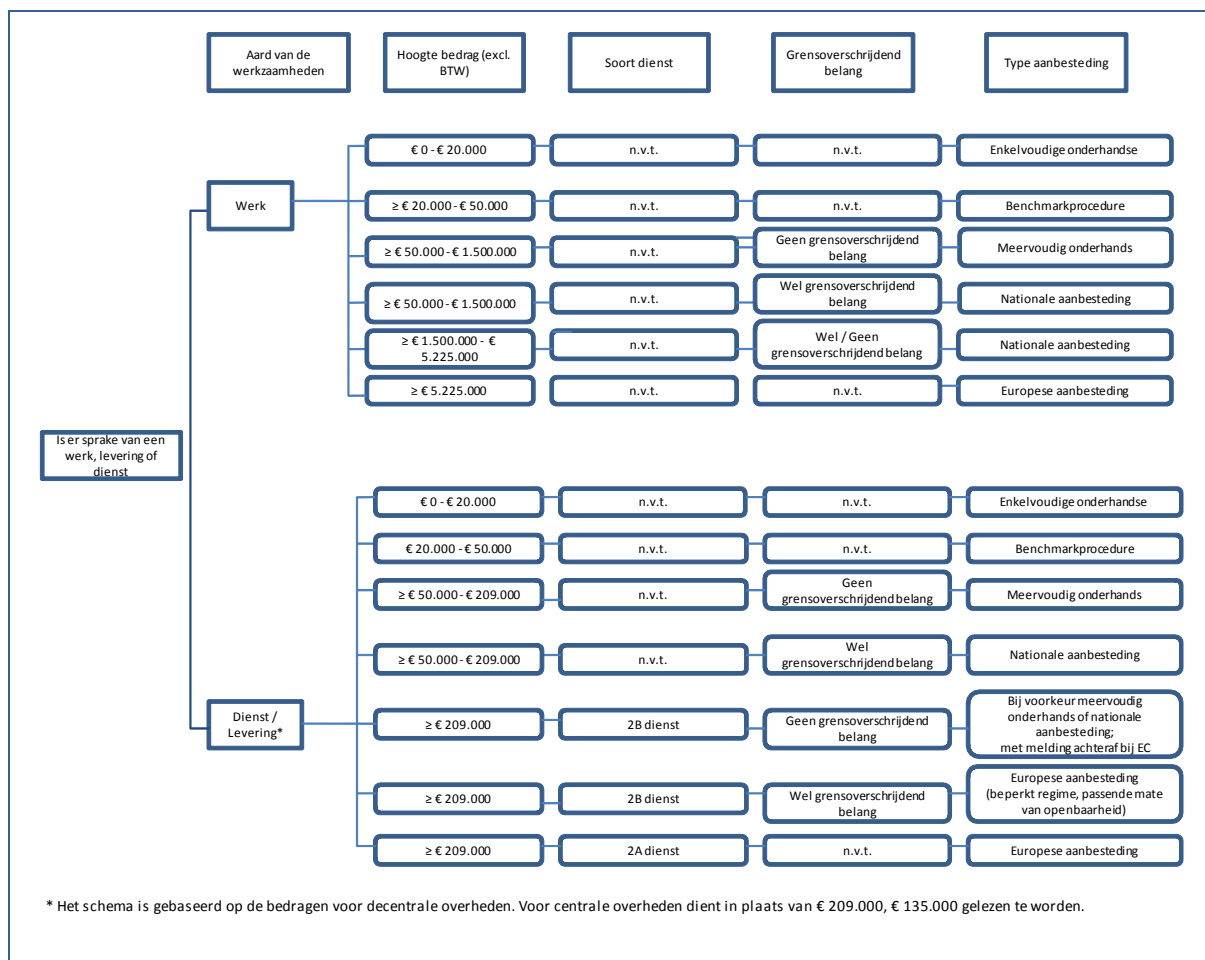 Aard van de
werkzaamheden
Hoogte bedrag (excl.
BTW)
Soort dienst
Grensoverschrijdend
belang
Type aanbesteding
Werk
€ 0 - € 20.000
n.v.t.
n.v.t.
Enkelvoudige onderhandse
≥ € 20.000 - € 50.000
n.v.t.
n.v.t.
Benchmarkprocedure
≥ € 50.000 - € 1.500.000
n.v.t.
Geen grensoverschrijdend
belang
Meervoudig onderhands
≥ € 50.000 - € 1.500.000
n.v.t.
Wel grensoverschrijdend
belang
Nationale aanbesteding
≥ € 1.500.000 - €
5.225.000
n.v.t.
Wel / Geen
grensoverschrijdend belang
Nationale aanbesteding
≥ € 5.225.000
n.v.t.
n.v.t.
Europese aanbesteding
Is er sprake van een
werk, levering of
dienst
Dienst /
Levering*
€ 0 - € 20.000
n.v.t.
n.v.t.
Enkelvoudige onderhandse
€ 20.000 - € 50.000
n.v.t.
n.v.t.
Benchmarkprocedure
≥ € 50.000 - € 209.000
n.v.t.
Geen
grensoverschrijdend belang
Meervoudig onderhands
≥ € 50.000 - € 209.000
n.v.t.
Wel
grensoverschrijdend belang
Nationale aanbesteding
≥ € 209.000
2B dienst
Geen grensoverschrijdend
belang
Bij voorkeur meervoudig
onderhands of nationale
aanbesteding;
met melding achteraf bij EC
≥ € 209.000
2B dienst
Wel grensoverschrijdend
belang
Europese aanbesteding
(beperkt regime, passende mate
van openbaarheid)
≥ € 209.000
2A dienst
n.v.t.
Europese aanbesteding
* Het schema is gebaseerd op de bedragen voor decentrale overheden. Voor centrale overheden dient in plaats van € 209.000, € 135.000 gelezen te worden.